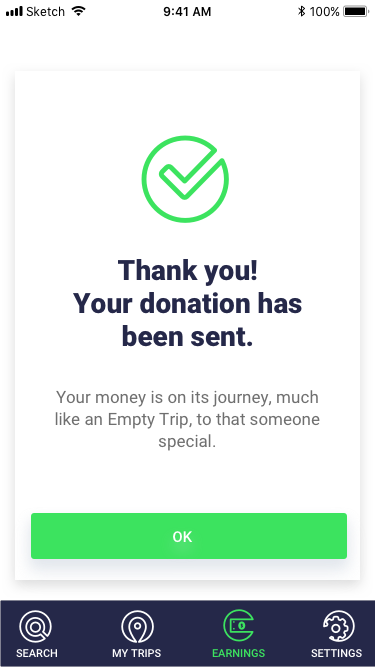 Sketch 9:41 AM 100%
Thank you!
Your donation has
been sent.
Your money is on its journey, much
like an Empty Trip, to that someone
special.
OK
SEARCH MY TRIPS EARNINGS SETTINGS